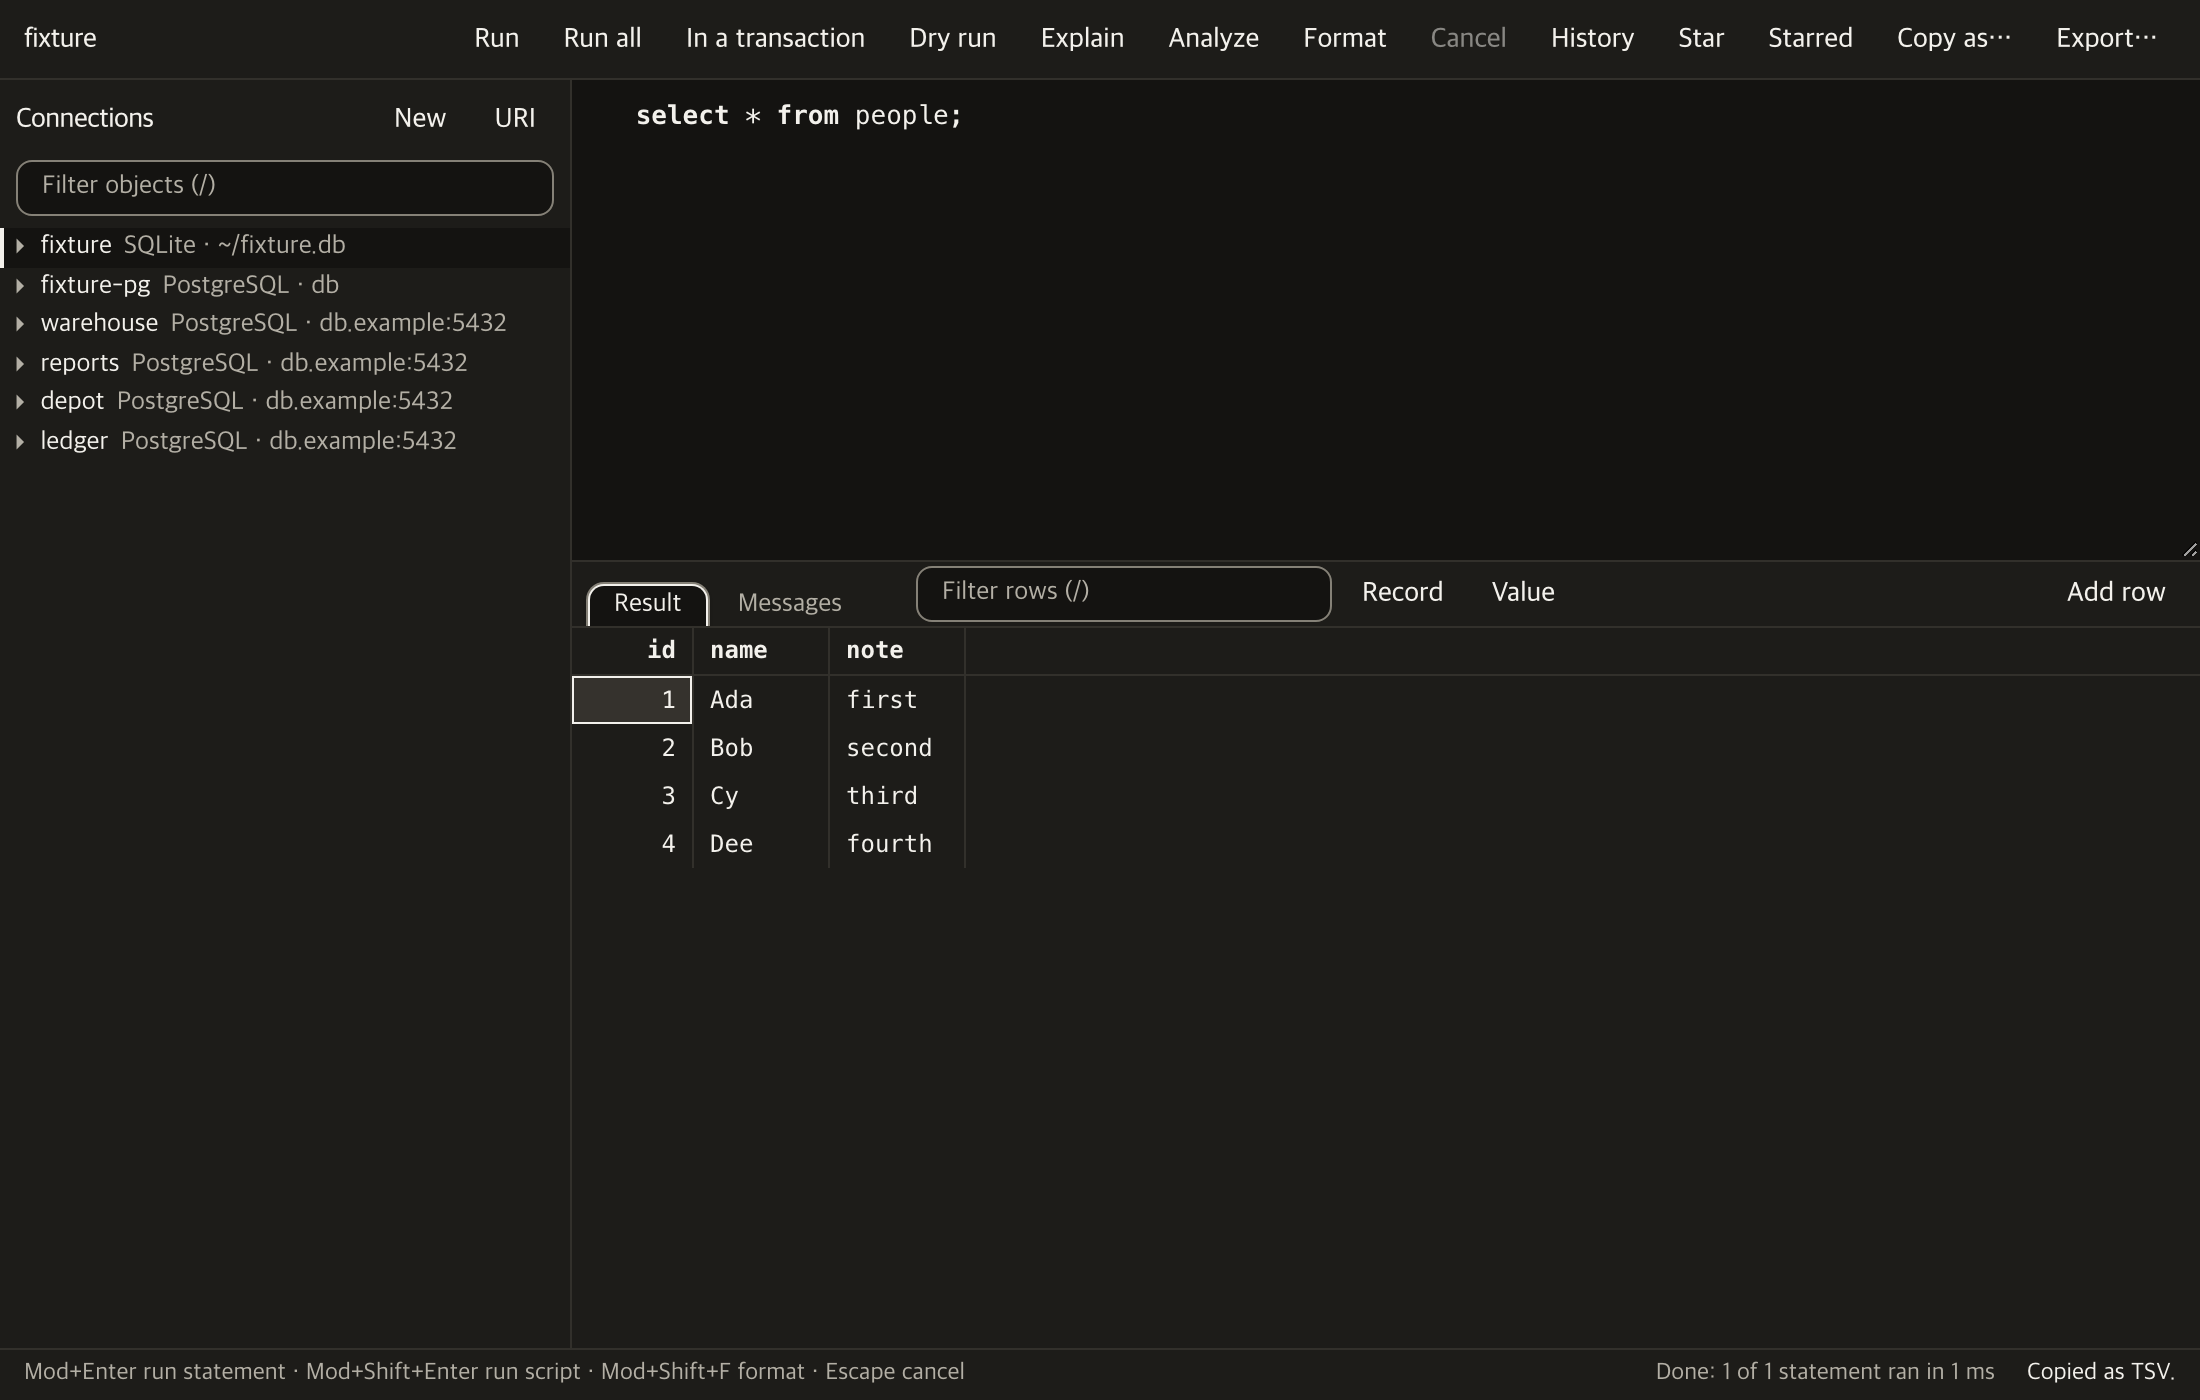 fixture Run Run all In a transaction Dry run Explain Analyze Format Cancel History Star Starred Copy as… Export…
Connections New URI
Filter objects (/)
fixture SQLite · ~/fixture.db
fixture-pg PostgreSQL · db
warehouse PostgreSQL · db.example:5432
reports PostgreSQL · db.example:5432
depot PostgreSQL · db.example:5432
ledger PostgreSQL · db.example:5432
select * from people;
Result Messages Filter rows (/) Record Value Add row
id name note
1 Ada first
2 Bob second
3 Cy third
4 Dee fourth
Mod+Enter run statement · Mod+Shift+Enter run script · Mod+Shift+F format · Escape cancel
Done: 1 of 1 statement ran in 1 ms Copied as TSV.